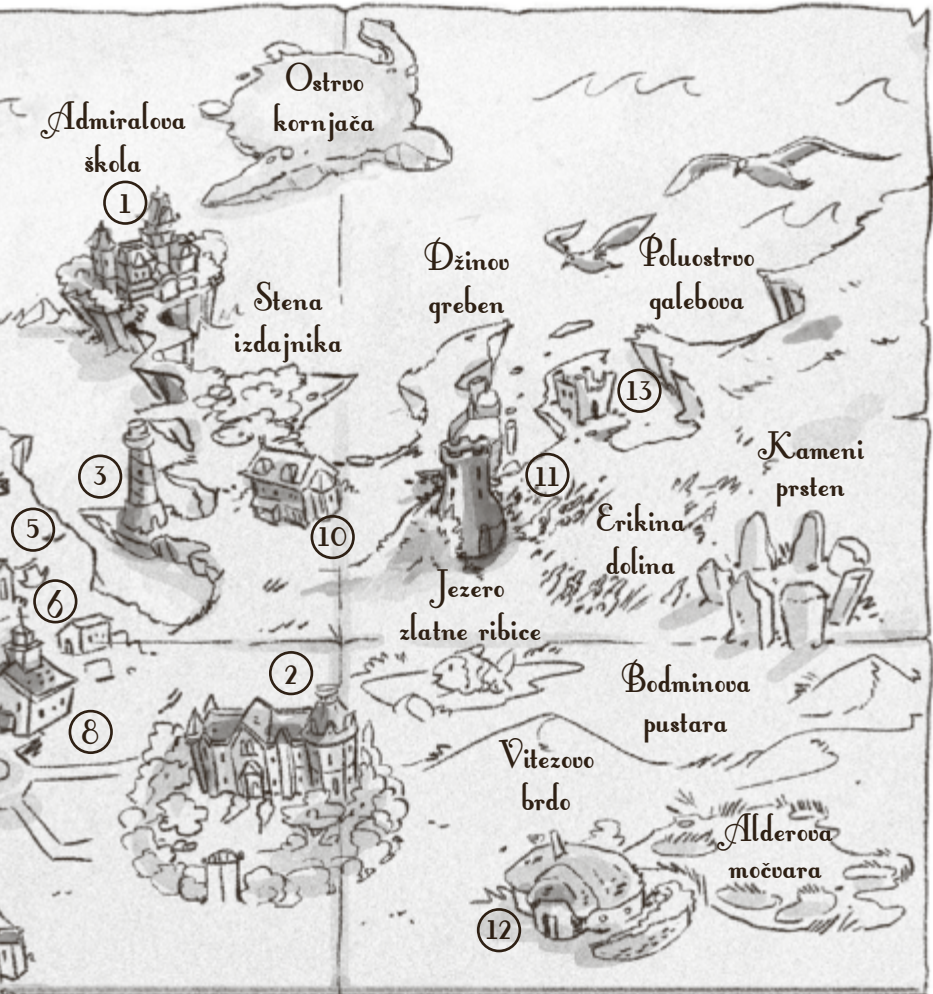 Ostrvo
kornjača
Admiralova
škola
1
Džinov
greben
Poluostrvo
galebova
Stena
izdajnika
13
Kameni
prsten
3
11
5
10
Erikina
dolina
6
Jezero
zlatne ribice
2
Bodminova
pustara
8
Vitezovo
brdo
Alderova
močvara
12